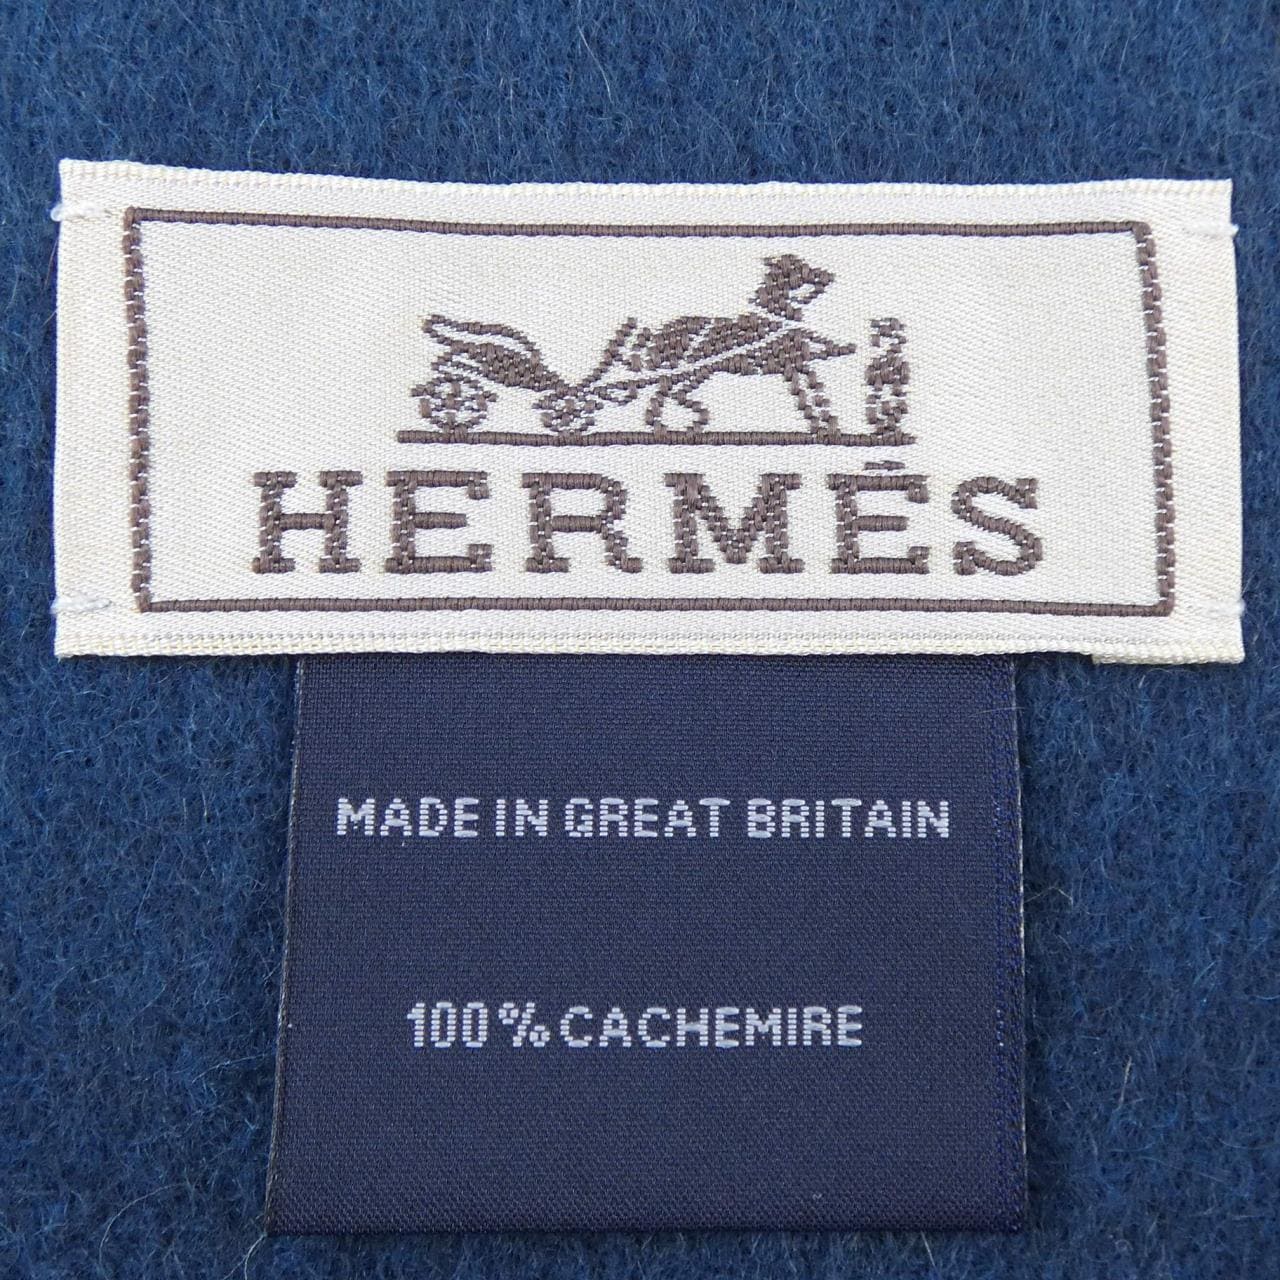 HERMÈS
MADE IN GREAT BRITAIN
100% CACHEMIRE